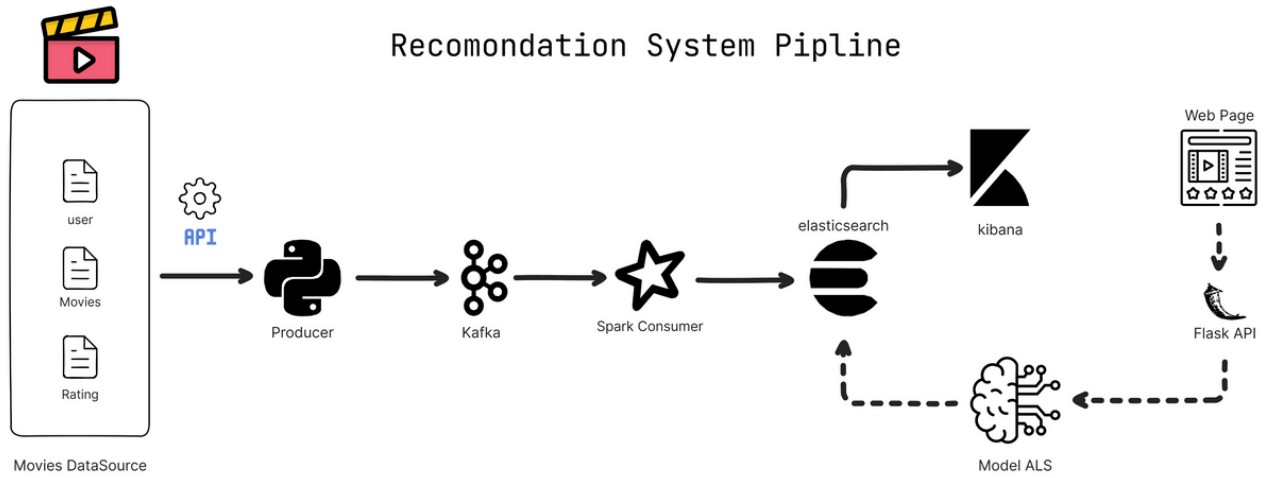 Recomondation System Pipline
user
Movies
Rating
Movies DataSource
API
Producer
Kafka
Spark Consumer
elasticsearch
kibana
Web Page
Flask API
Model ALS